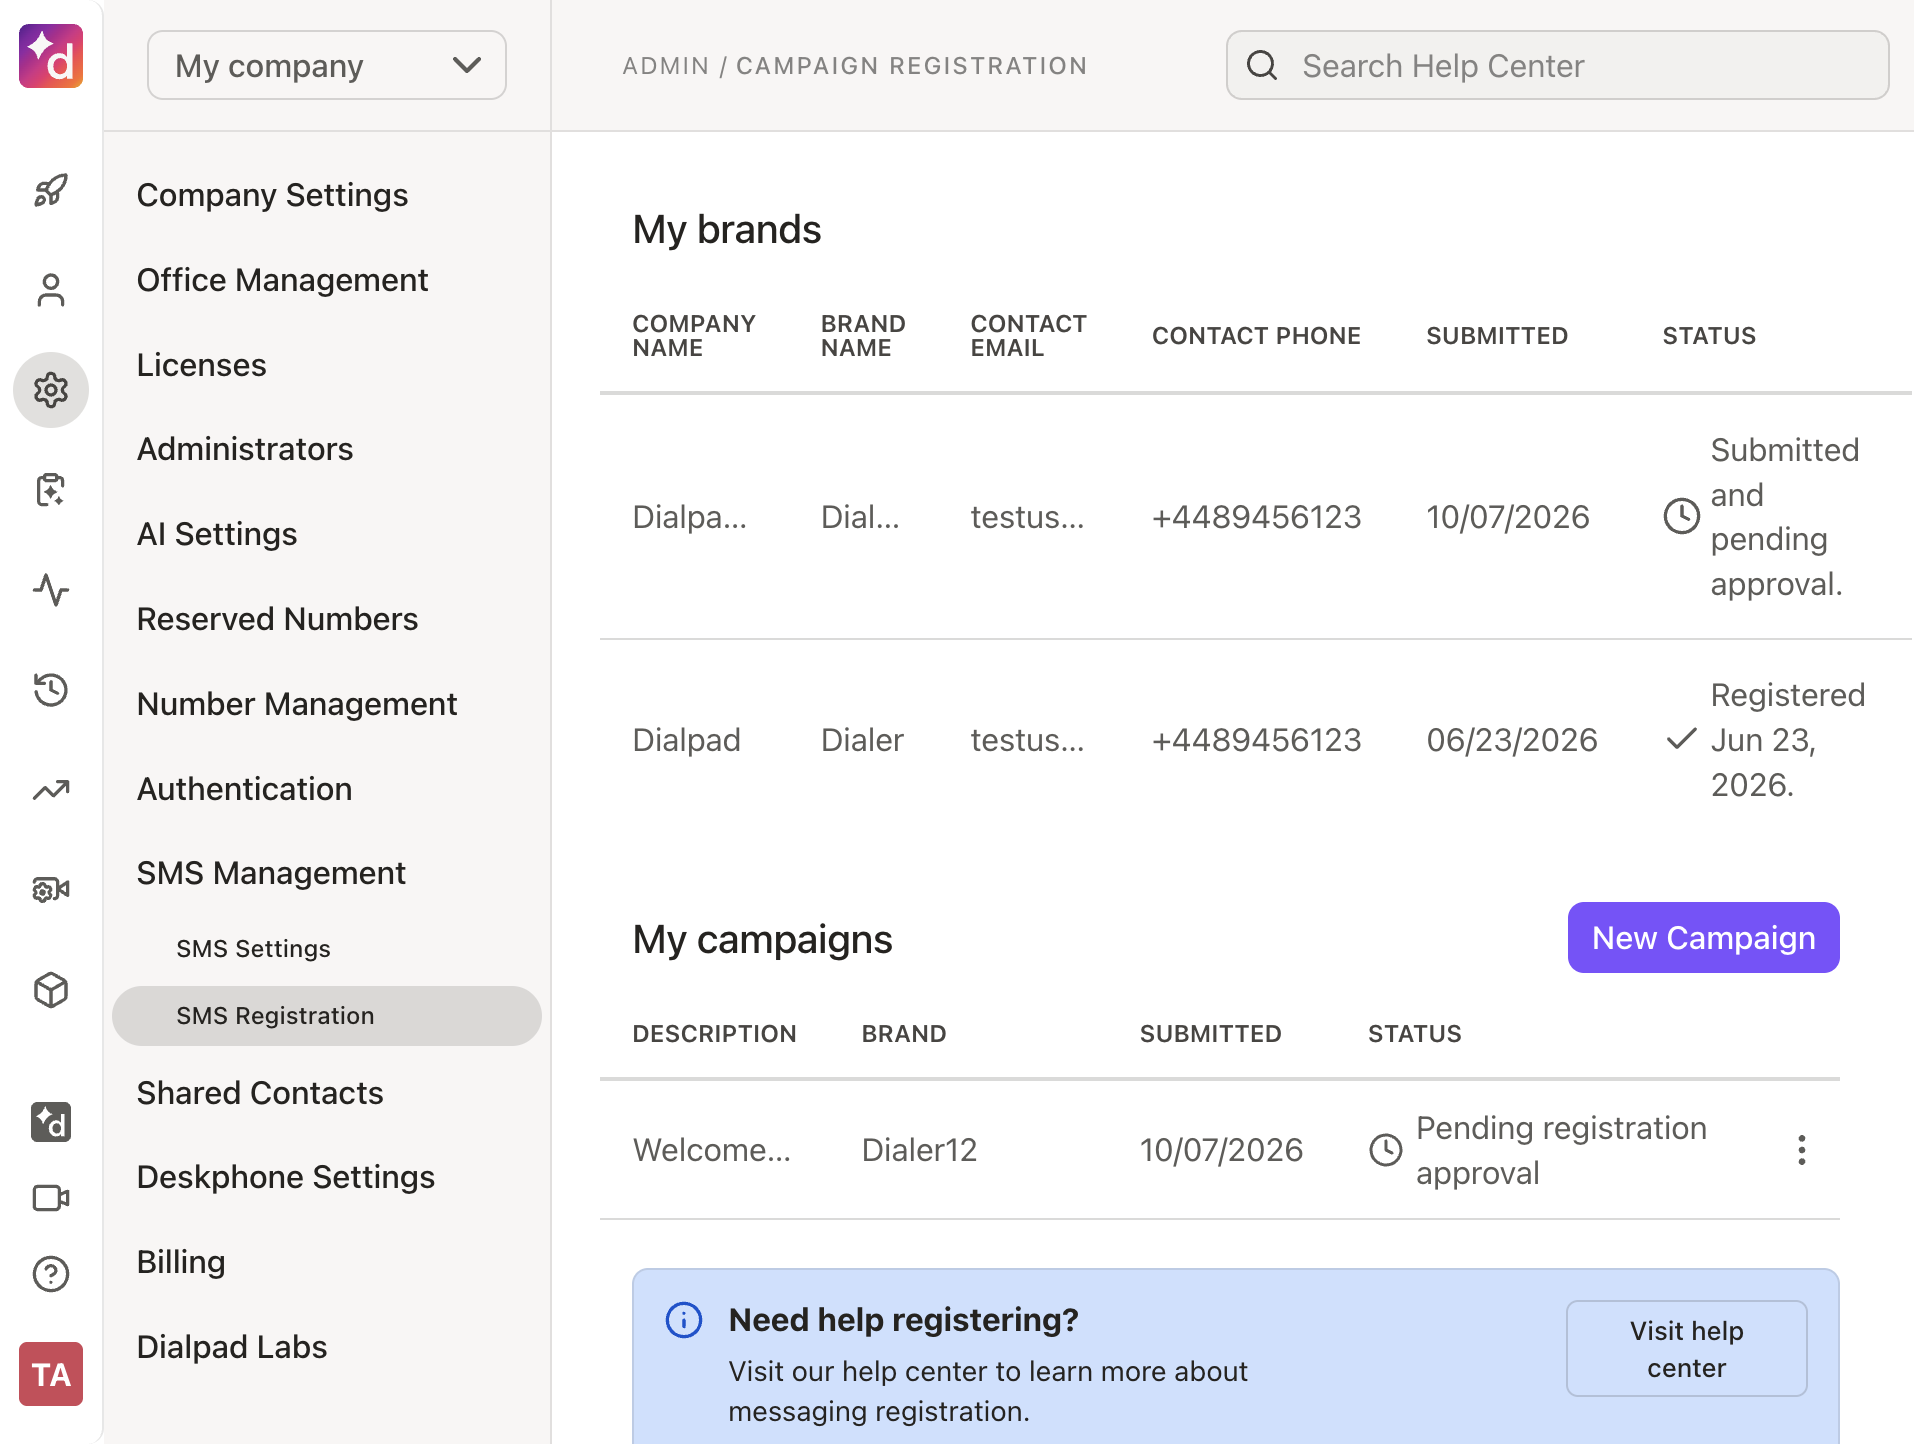 d
My company
ADMIN / CAMPAIGN REGISTRATION
Search Help Center
Company Settings
Office Management
Licenses
Administrators
AI Settings
Reserved Numbers
Number Management
Authentication
SMS Management
SMS Settings
SMS Registration
Shared Contacts
Deskphone Settings
Billing
Dialpad Labs
d
TA
My brands
COMPANY NAME BRAND NAME CONTACT EMAIL CONTACT PHONE SUBMITTED STATUS
Dialpa... Dial... testus... +4489456123 10/07/2026 Submitted
and
pending
approval.
Dialpad Dialer testus... +4489456123 06/23/2026 Registered
Jun 23,
2026.
My campaigns
New Campaign
DESCRIPTION BRAND SUBMITTED STATUS
Welcome... Dialer12 10/07/2026 Pending registration
approval
Need help registering?
Visit our help center to learn more about
messaging registration.
Visit help
center